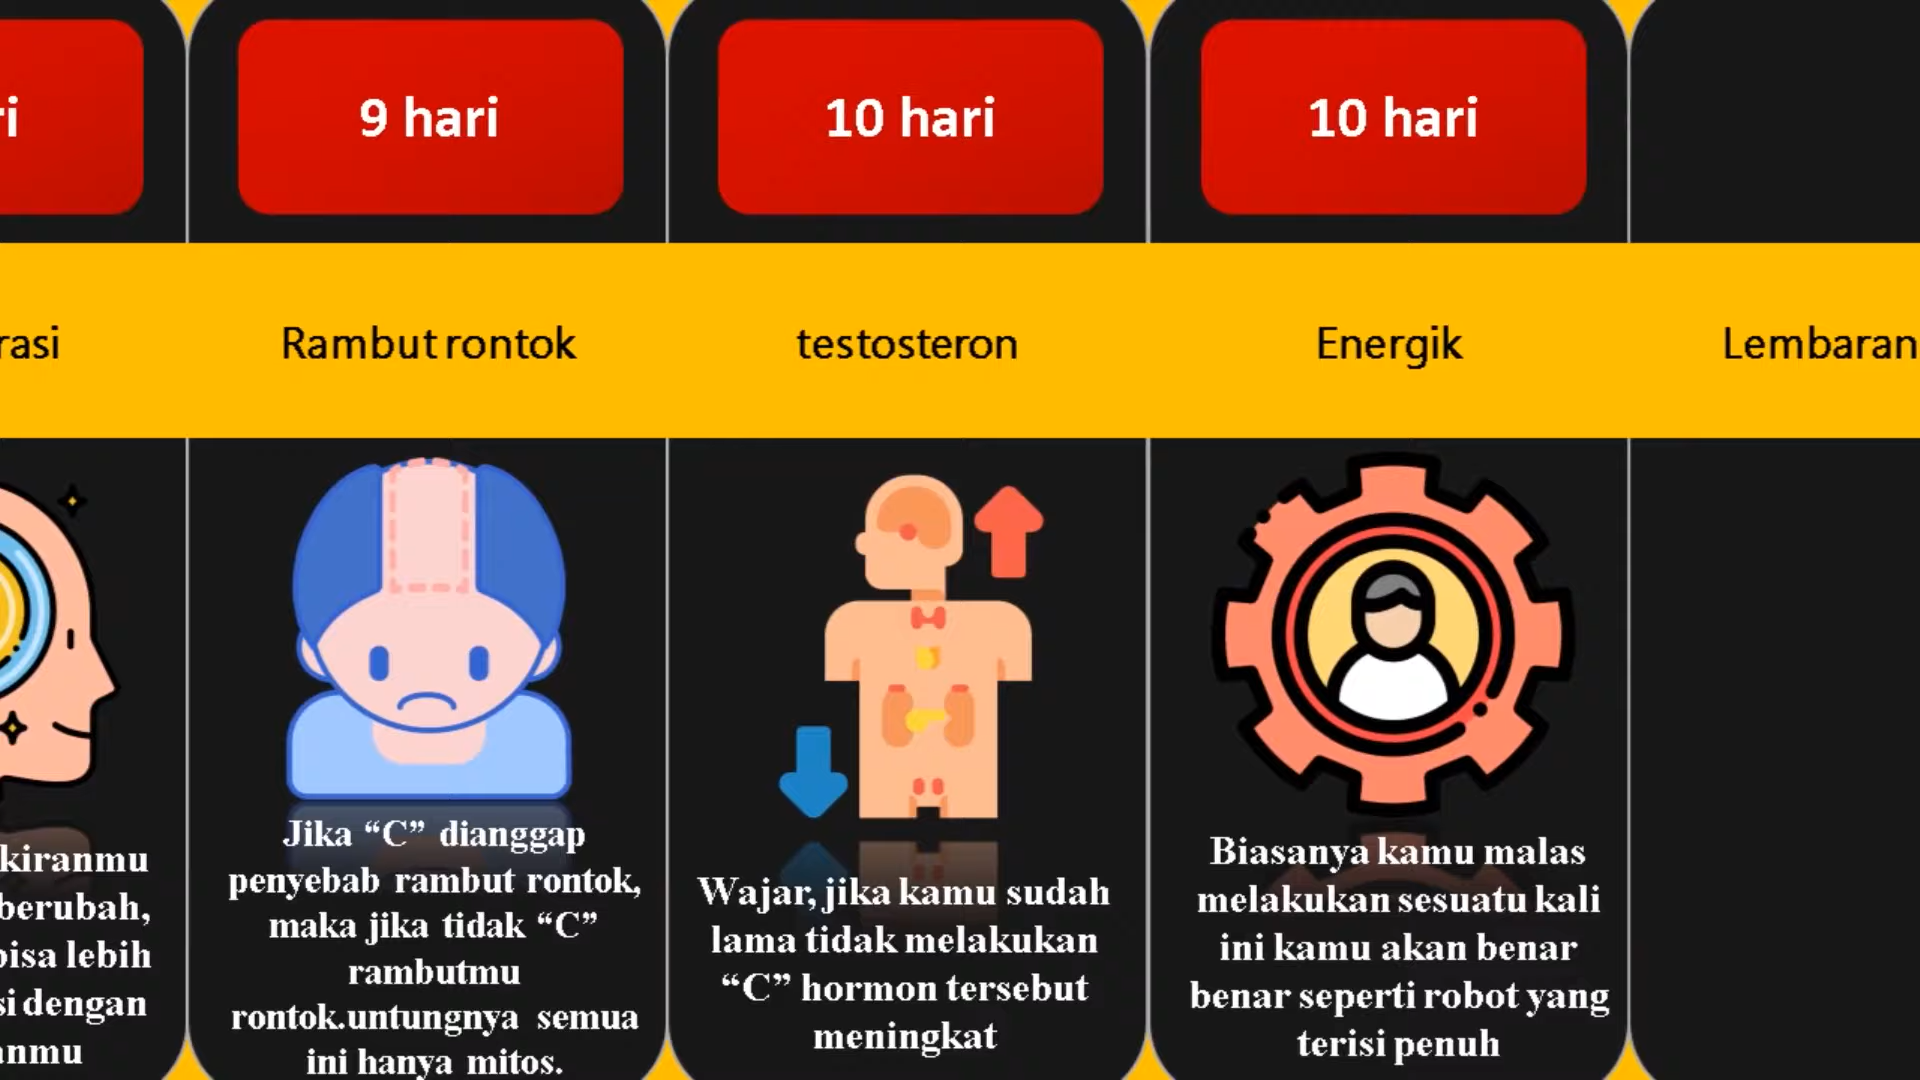 ri
9 hari
10 hari
10 hari
rasi
Rambut rontok
testosteron
Energik
Lembaran
kiranmu
berubah,
bisa lebih
si dengan
anmu
Jika “C” dianggap
penyebab rambut rontok,
maka jika tidak “C”
rambutmu
rontok.untungnya semua
ini hanya mitos.
Wajar, jika kamu sudah
lama tidak melakukan
“C” hormon tersebut
meningkat
Biasanya kamu malas
melakukan sesuatu kali
ini kamu akan benar
benar seperti robot yang
terisi penuh